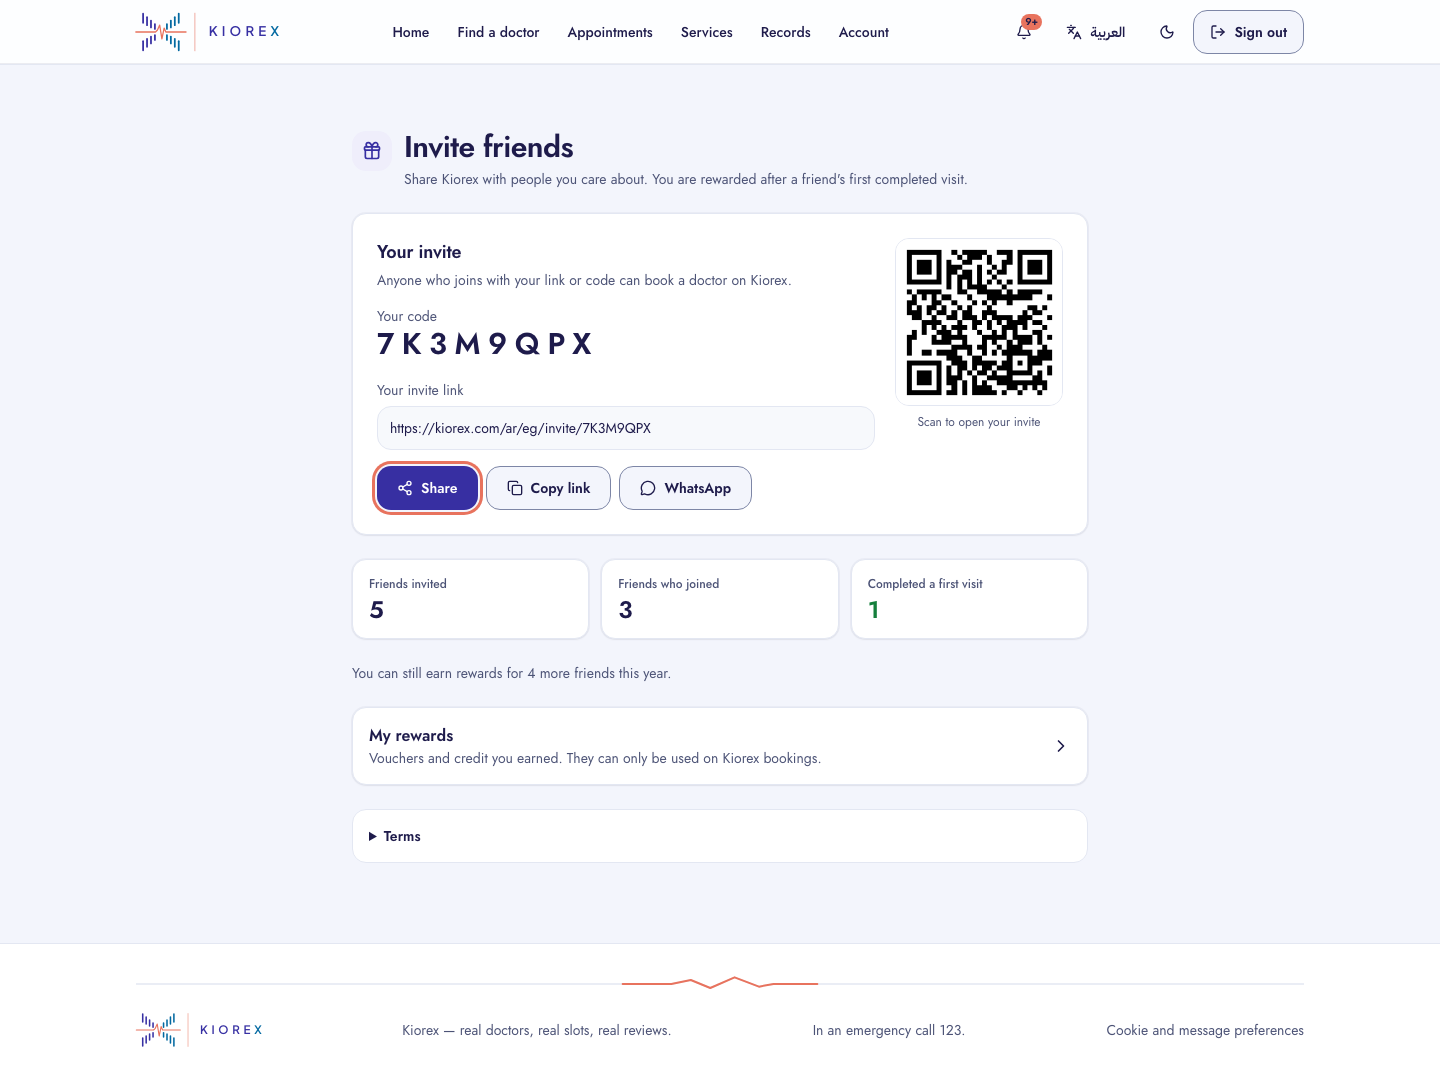 KIOREX
Home
Find a doctor
Appointments
Services
Records
Account
9+
العربية
Sign out
Invite friends
Share Kiorex with people you care about. You are rewarded after a friend's first completed visit.
Your invite
Anyone who joins with your link or code can book a doctor on Kiorex.
Your code
7K3M9QPX
Your invite link
https://kiorex.com/ar/eg/invite/7K3M9QPX
Share
Copy link
WhatsApp
Scan to open your invite
Friends invited
5
Friends who joined
3
Completed a first visit
1
You can still earn rewards for 4 more friends this year.
My rewards
Vouchers and credit you earned. They can only be used on Kiorex bookings.
Terms
KIOREX
Kiorex — real doctors, real slots, real reviews.
In an emergency call 123.
Cookie and message preferences